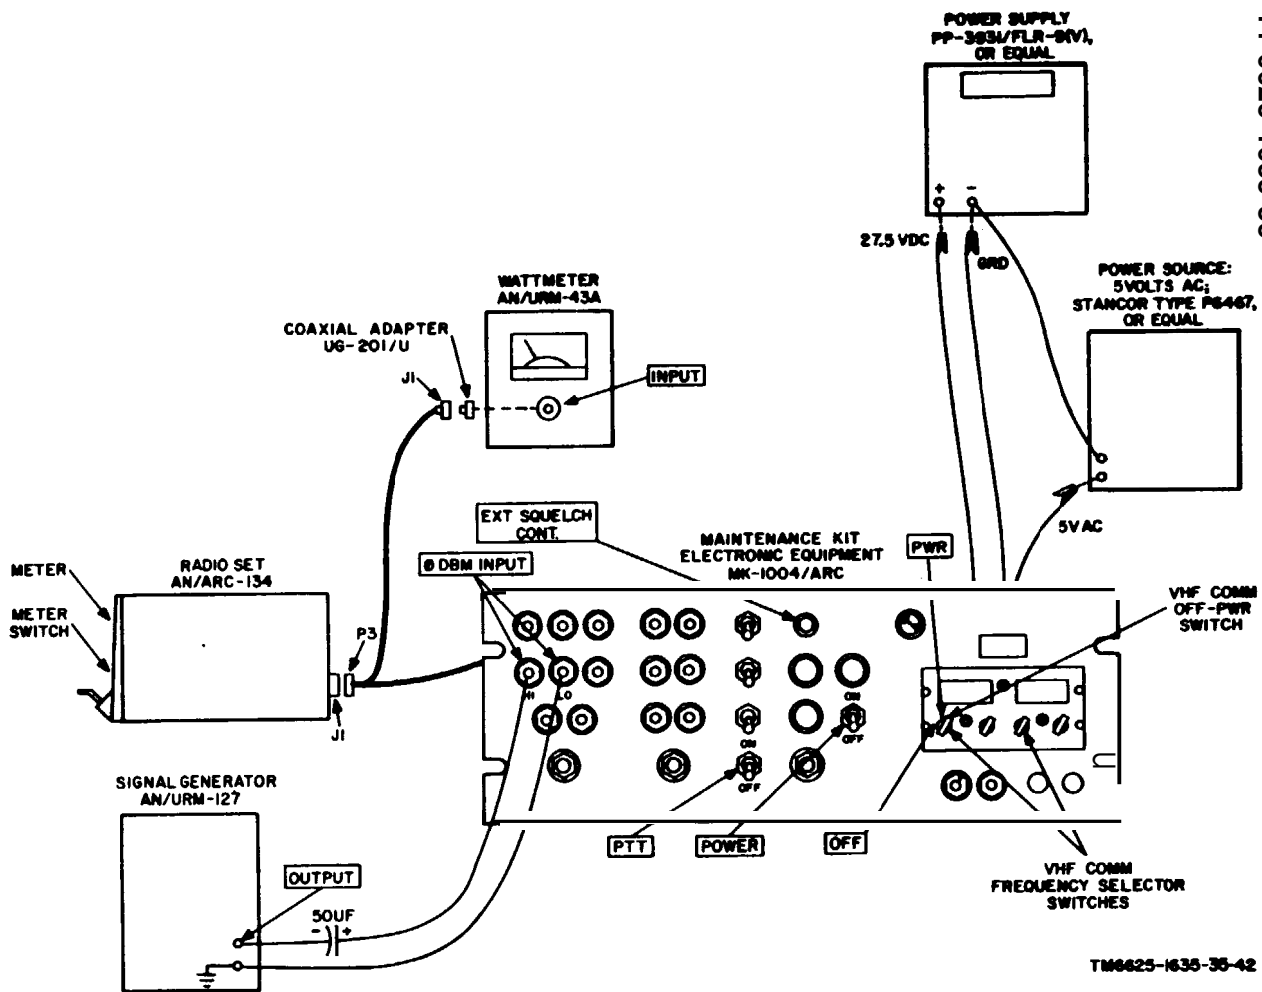 POWER SUPPLY
PP-3931/FLR-9(V),
OR EQUAL
+ -
27.5 VDC
GRD
POWER SOURCE:
5VOLTS AC;
STANCOR TYPE P6467,
OR EQUAL
5V AC
WATTMETER
AN/URM-43A
COAXIAL ADAPTER
UG-201/U
J1
INPUT
EXT SQUELCH
CONT.
0 DBM INPUT
MAINTENANCE KIT
ELECTRONIC EQUIPMENT
MK-1004/ARC
PWR
VHF COMM
OFF-PWR
SWITCH
RADIO SET
AN/ARC-134
METER
METER
SWITCH
P3
J1
HI
LO
ON
OFF
ON
OFF
PTT
POWER
OFF
VHF COMM
FREQUENCY SELECTOR
SWITCHES
SIGNAL GENERATOR
AN/URM-127
OUTPUT
50UF
- +
TM6625-1635-35-42